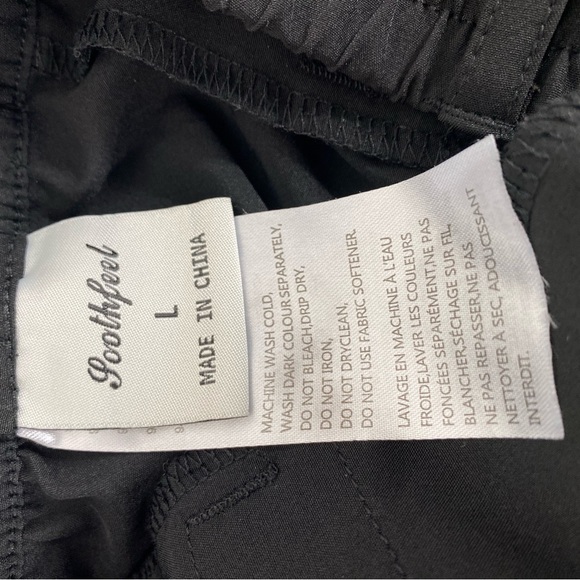 Soothfeel
L
MADE IN CHINA
MACHINE WASH COLD,
WASH DARK COLOUR SEPARATELY,
DO NOT BLEACH,DRIP DRY,
DO NOT IRON,
DO NOT DRYCLEAN,
DO NOT USE FABRIC SOFTENER.
LAVAGE EN MACHINE À L'EAU
FROIDE,LAVER LES COULEURS
FONCÉES SÉPARÉMENT,NE PAS
BLANCHER,SÉCHAGE SUR FIL,
NE PAS REPASSER,NE PAS
NETTOYER À SEC, ADOUCISSANT
INTERDIT.